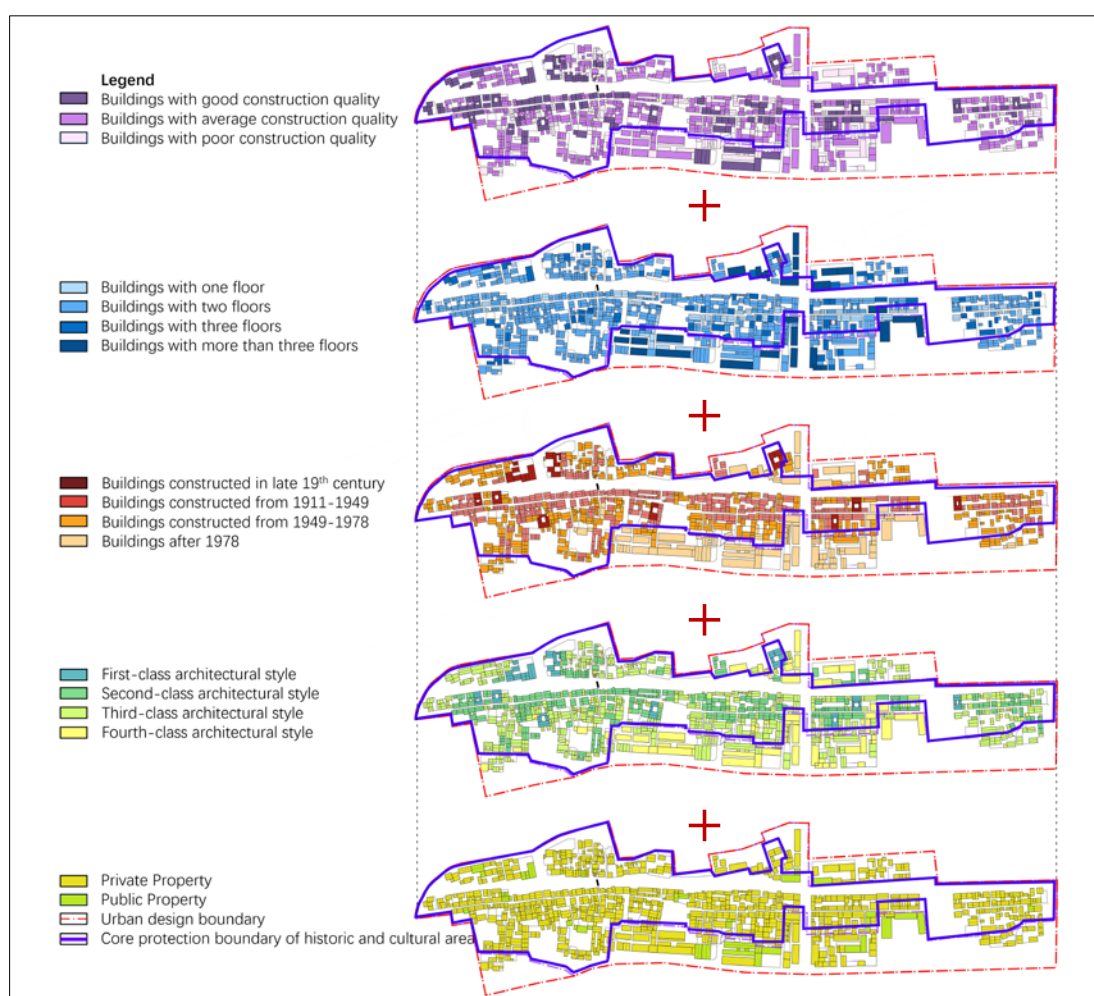 Legend
Buildings with good construction quality
Buildings with average construction quality
Buildings with poor construction quality
Buildings with one floor
Buildings with two floors
Buildings with three floors
Buildings with more than three floors
Buildings constructed in late 19th century
Buildings constructed from 1911-1949
Buildings constructed from 1949-1978
Buildings after 1978
First-class architectural style
Second-class architectural style
Third-class architectural style
Fourth-class architectural style
Private Property
Public Property
Urban design boundary
Core protection boundary of historic and cultural area